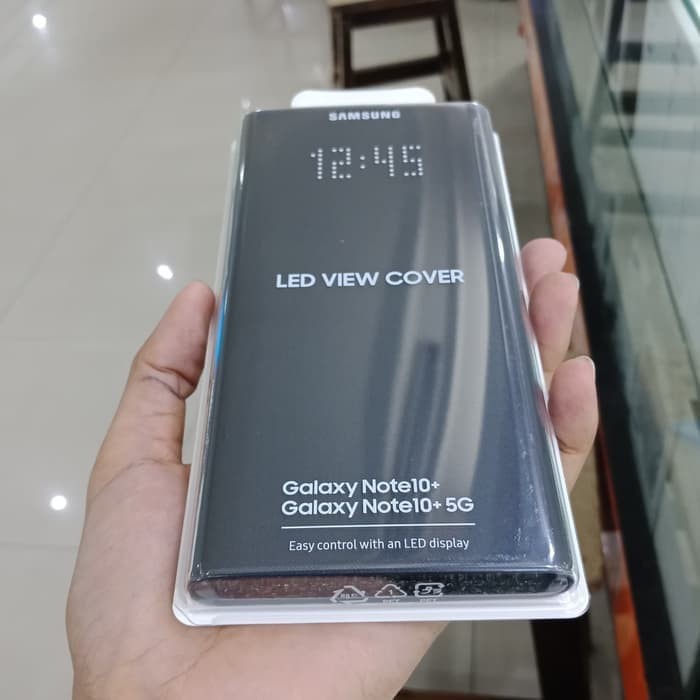 SAMSUNG
12:45
LED VIEW COVER
Galaxy Note10+
Galaxy Note10+ 5G
Easy control with an LED display